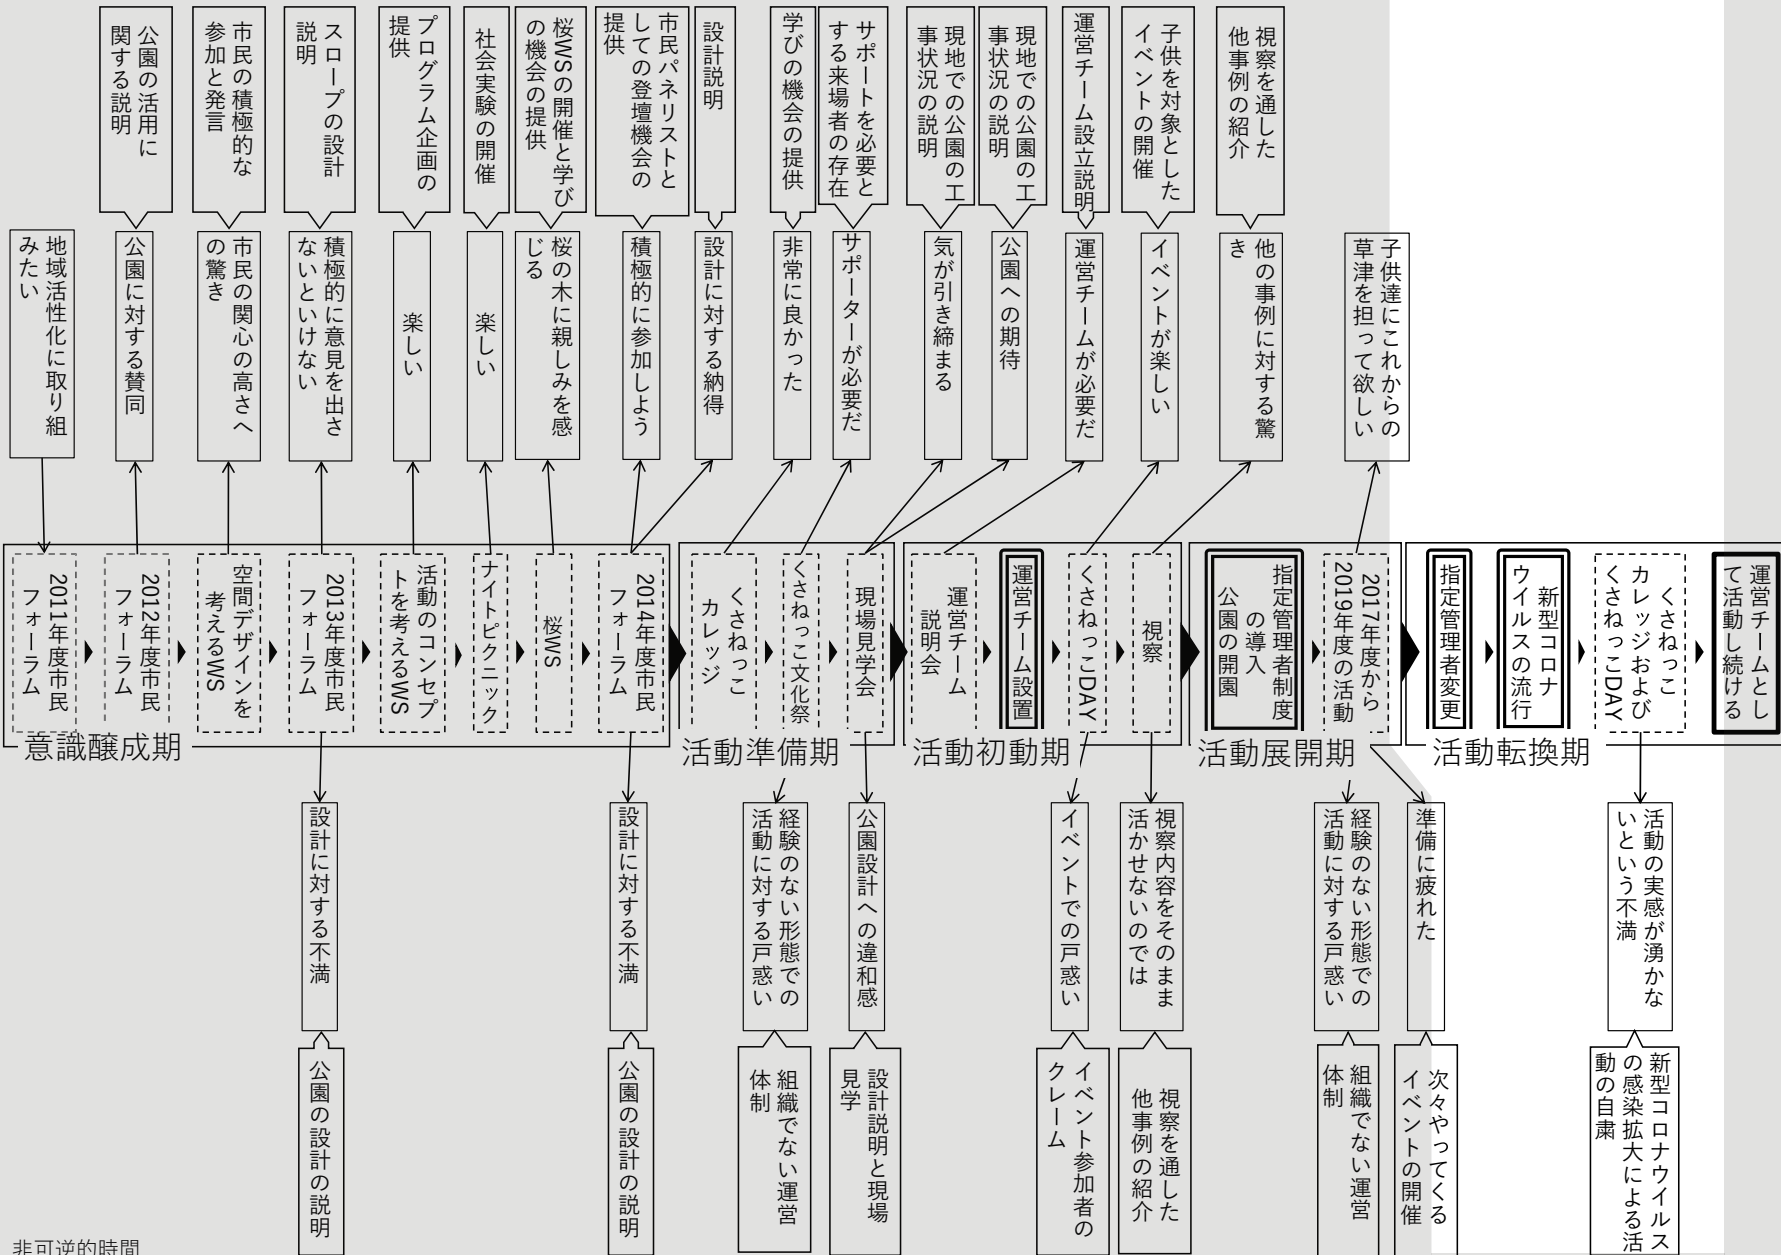 公園の活用に
関する説明
市民の積極的な
参加と発言
スロープの設計
説明
プログラム企画の
提供
社会実験の開催
桜WSの開催と学び
の機会の提供
市民パネリストと
しての登壇機会の
提供
設計説明
学びの機会の提供
サポートを必要と
する来場者の存在
現地での公園の工
事状況の説明
現地での公園の工
事状況の説明
運営チーム設立説明
子供を対象とした
イベントの開催
視察を通した
他事例の紹介
地域活性化に取り組
みたい
公園に対する賛同
市民の関心の高さへ
の驚き
積極的に意見を出さ
ないといけない
楽しい
楽しい
桜の木に親しみを感
じる
積極的に参加しよう
設計に対する納得
非常に良かった
サポーターが必要だ
気が引き締まる
公園への期待
運営チームが必要だ
イベントが楽しい
他の事例に対する驚
き
子供達にこれからの
草津を担って欲しい
2011年度市民
フォーラム
2012年度市民
フォーラム
空間デザインを
考えるWS
2013年度市民
フォーラム
活動のコンセプ
トを考えるWS
ナイトピクニック
桜WS
2014年度市民
フォーラム
くさねっこ
カレッジ
くさねっこ文化祭
現場見学会
運営チーム
説明会
運営チーム設置
くさねっこDAY
視察
指定管理者制度
の導入
公園の開園
2017年度から
2019年度の活動
指定管理者変更
新型コロナ
ウイルスの流行
くさねっこ
カレッジおよび
くさねっこDAY
運営チームとし
て活動し続ける
意識醸成期
活動準備期
活動初動期
活動展開期
活動転換期
設計に対する不満
設計に対する不満
経験のない形態での
活動に対する戸惑い
公園設計への違和感
イベントでの戸惑い
視察内容をそのまま
活かせないのでは
経験のない形態での
活動に対する戸惑い
準備に疲れた
活動の実感が湧かな
いという不満
公園の設計の説明
公園の設計の説明
組織でない運営
体制
設計説明と現場
見学
イベント参加者の
クレーム
視察を通した
他事例の紹介
組織でない運営
体制
次々やってくる
イベントの開催
新型コロナウイルス
の感染拡大による活
動の自粛
非可逆的時間